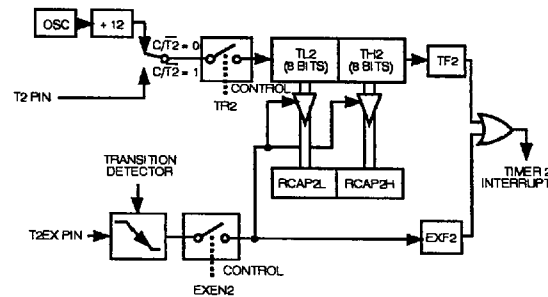 OSC
÷ 12
C/T2 = 0
C/T2 = 1
T2 PIN
TR2
CONTROL
TL2
(8 BITS)
TH2
(8 BITS)
TF2
RCAP2L
RCAP2H
TIMER 2
INTERRUPT
TRANSITION
DETECTOR
T2EX PIN
EXEN2
CONTROL
EXF2